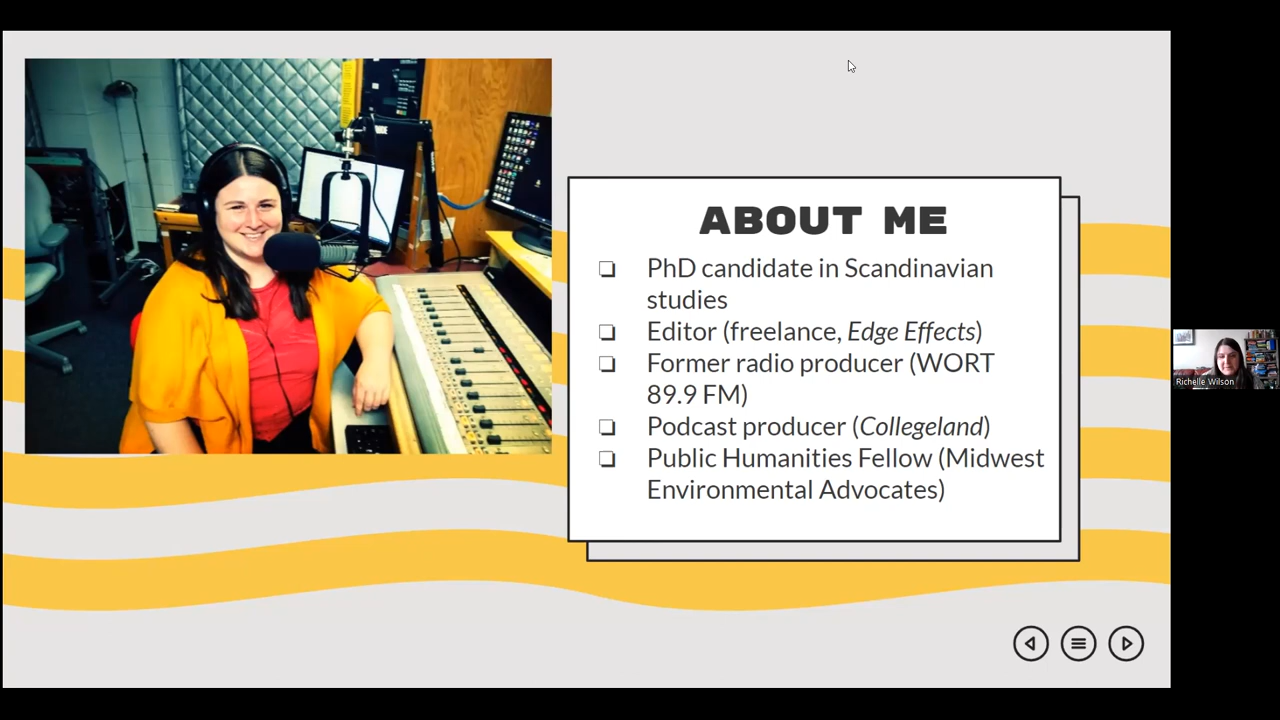 ABOUT ME
❏ PhD candidate in Scandinavian
studies
❏ Editor (freelance, Edge Effects)
❏ Former radio producer (WORT
89.9 FM)
❏ Podcast producer (Collegeland)
❏ Public Humanities Fellow (Midwest
Environmental Advocates)
Richelle Wilson